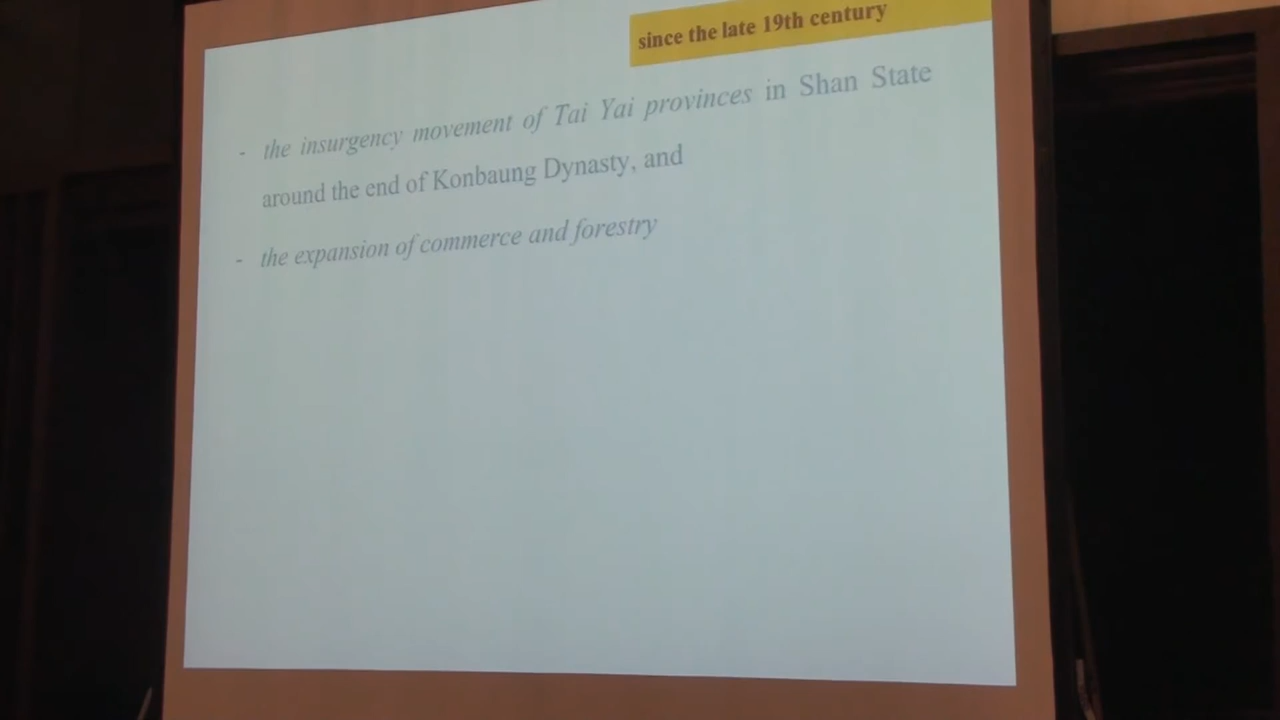 since the late 19th century
- the insurgency movement of Tai Yai provinces in Shan State
around the end of Konbaung Dynasty, and
- the expansion of commerce and forestry